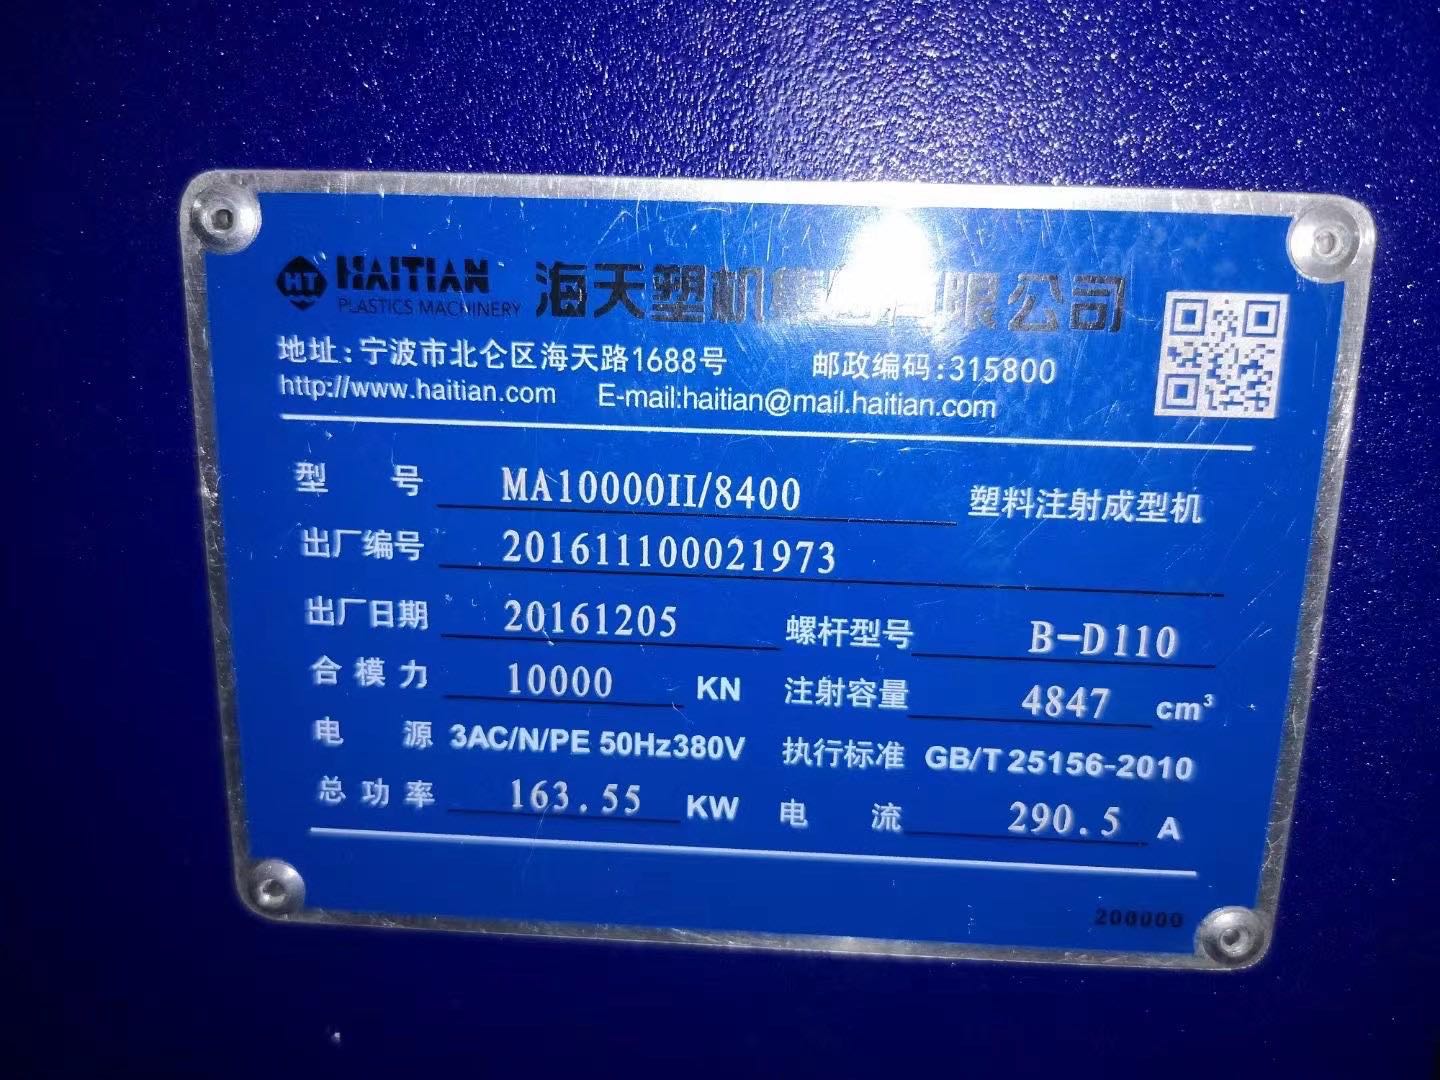 HT HAITIAN 海天塑机集团有限公司
PLASTICS MACHINERY
地址:宁波市北仑区海天路1688号 邮政编码:315800
http://www.haitian.com E-mail:haitian@mail.haitian.com
型 号 MA10000II/8400 塑料注射成型机
出厂编号 201611100021973
出厂日期 20161205 螺杆型号 B-D110
合模力 10000 KN 注射容量 4847 cm³
电 源 3AC/N/PE 50Hz380V 执行标准 GB/T 25156-2010
总功率 163.55 KW 电 流 290.5 A
200000